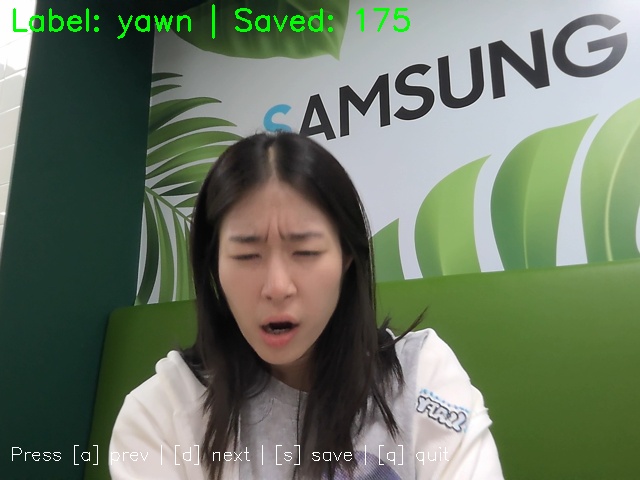 Label: yawn | Saved: 175
SAMSUNG
Press [a] prev | [d] next | [s] save | [q] quit